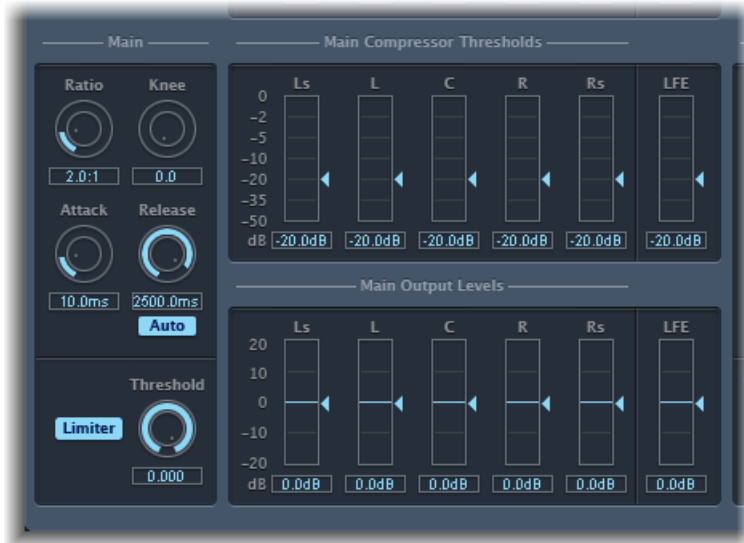 Main
Ratio Knee
2.0:1 0.0
Attack Release
10.0ms 2500.0ms
Auto
Threshold
Limiter
0.000
Main Compressor Thresholds
Ls L C R Rs LFE
0
-2
-5
-10
-20
-35
-50
dB -20.0dB -20.0dB -20.0dB -20.0dB -20.0dB -20.0dB
Main Output Levels
Ls L C R Rs LFE
20
10
0
-10
-20
dB 0.0dB 0.0dB 0.0dB 0.0dB 0.0dB 0.0dB